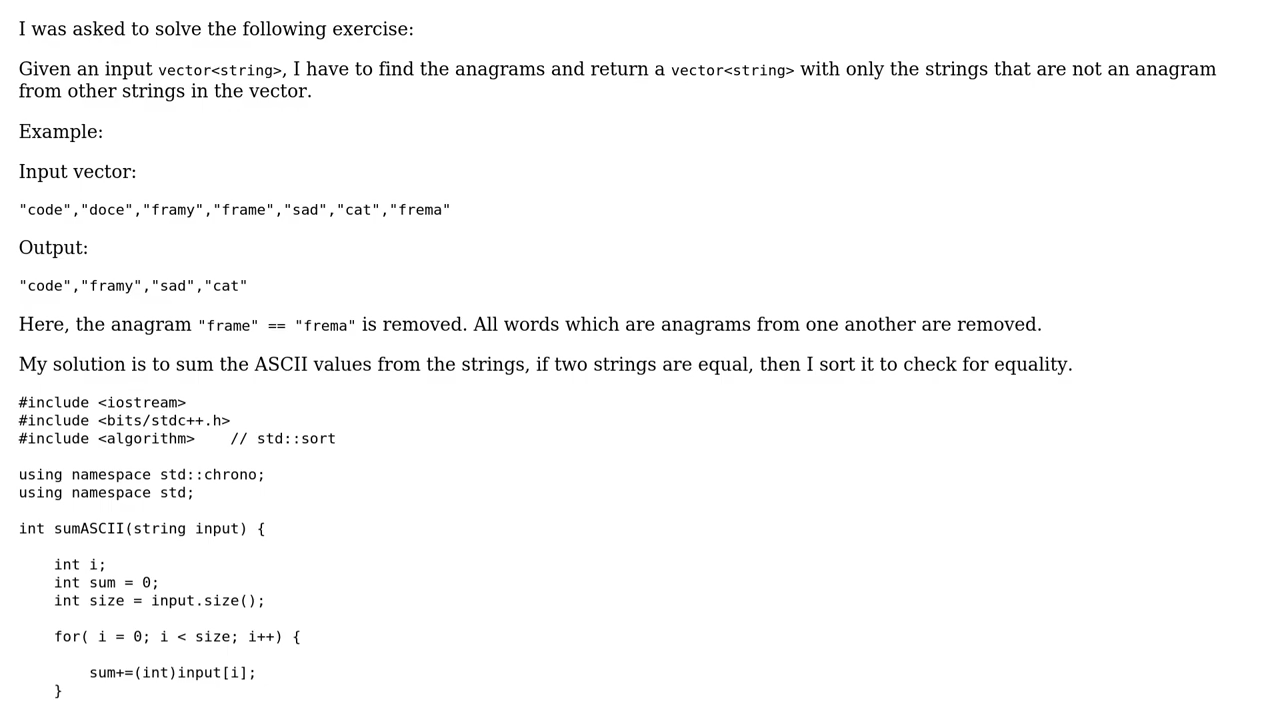 I was asked to solve the following exercise:
Given an input vector<string>, I have to find the anagrams and return a vector<string> with only the strings that are not an anagram
from other strings in the vector.
Example:
Input vector:
"code","doce","framy","frame","sad","cat","frema"
Output:
"code","framy","sad","cat"
Here, the anagram "frame" == "frema" is removed. All words which are anagrams from one another are removed.
My solution is to sum the ASCII values from the strings, if two strings are equal, then I sort it to check for equality.
#include <iostream>
#include <bits/stdc++.h>
#include <algorithm>    // std::sort
using namespace std::chrono;
using namespace std;
int sumASCII(string input) {
    int i;
    int sum = 0;
    int size = input.size();
    for( i = 0; i < size; i++) {
        sum+=(int)input[i];
    }